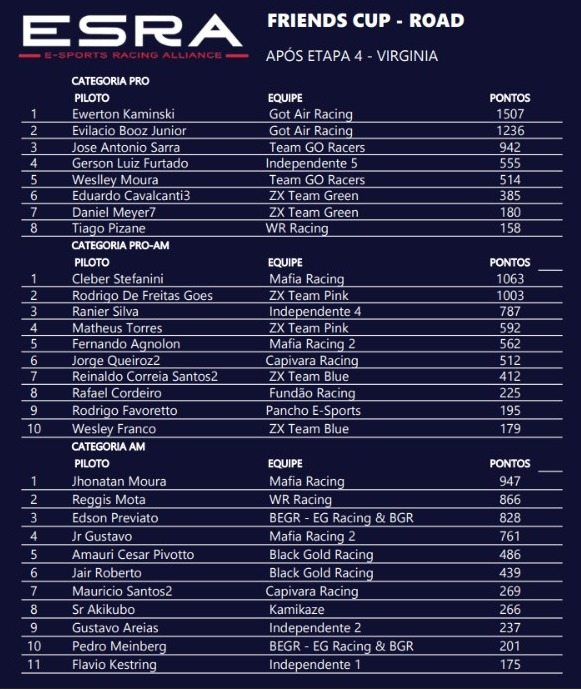 ESRA
E-SPORTS RACING ALLIANCE
FRIENDS CUP - ROAD
APÓS ETAPA 4 - VIRGINIA
CATEGORIA PRO
PILOTO EQUIPE PONTOS
1 Ewerton Kaminski Got Air Racing 1507
2 Evilacio Booz Junior Got Air Racing 1236
3 Jose Antonio Sarra Team GO Racers 942
4 Gerson Luiz Furtado Independente 5 555
5 Weslley Moura Team GO Racers 514
6 Eduardo Cavalcanti3 ZX Team Green 385
7 Daniel Meyer7 ZX Team Green 180
8 Tiago Pizane WR Racing 158
CATEGORIA PRO-AM
PILOTO EQUIPE PONTOS
1 Cleber Stefanini Mafia Racing 1063
2 Rodrigo De Freitas Goes ZX Team Pink 1003
3 Ranier Silva Independente 4 787
4 Matheus Torres ZX Team Pink 592
5 Fernando Agnolon Mafia Racing 2 562
6 Jorge Queiroz2 Capivara Racing 512
7 Reinaldo Correia Santos2 ZX Team Blue 412
8 Rafael Cordeiro Fundão Racing 225
9 Rodrigo Favoretto Pancho E-Sports 195
10 Wesley Franco ZX Team Blue 179
CATEGORIA AM
PILOTO EQUIPE PONTOS
1 Jhonatan Moura Mafia Racing 947
2 Reggis Mota WR Racing 866
3 Edson Previato BEGR - EG Racing & BGR 828
4 Jr Gustavo Mafia Racing 2 761
5 Amauri Cesar Pivotto Black Gold Racing 486
6 Jair Roberto Black Gold Racing 439
7 Mauricio Santos2 Capivara Racing 269
8 Sr Akikubo Kamikaze 266
9 Gustavo Areias Independente 2 237
10 Pedro Meinberg BEGR - EG Racing & BGR 201
11 Flavio Kestring Independente 1 175